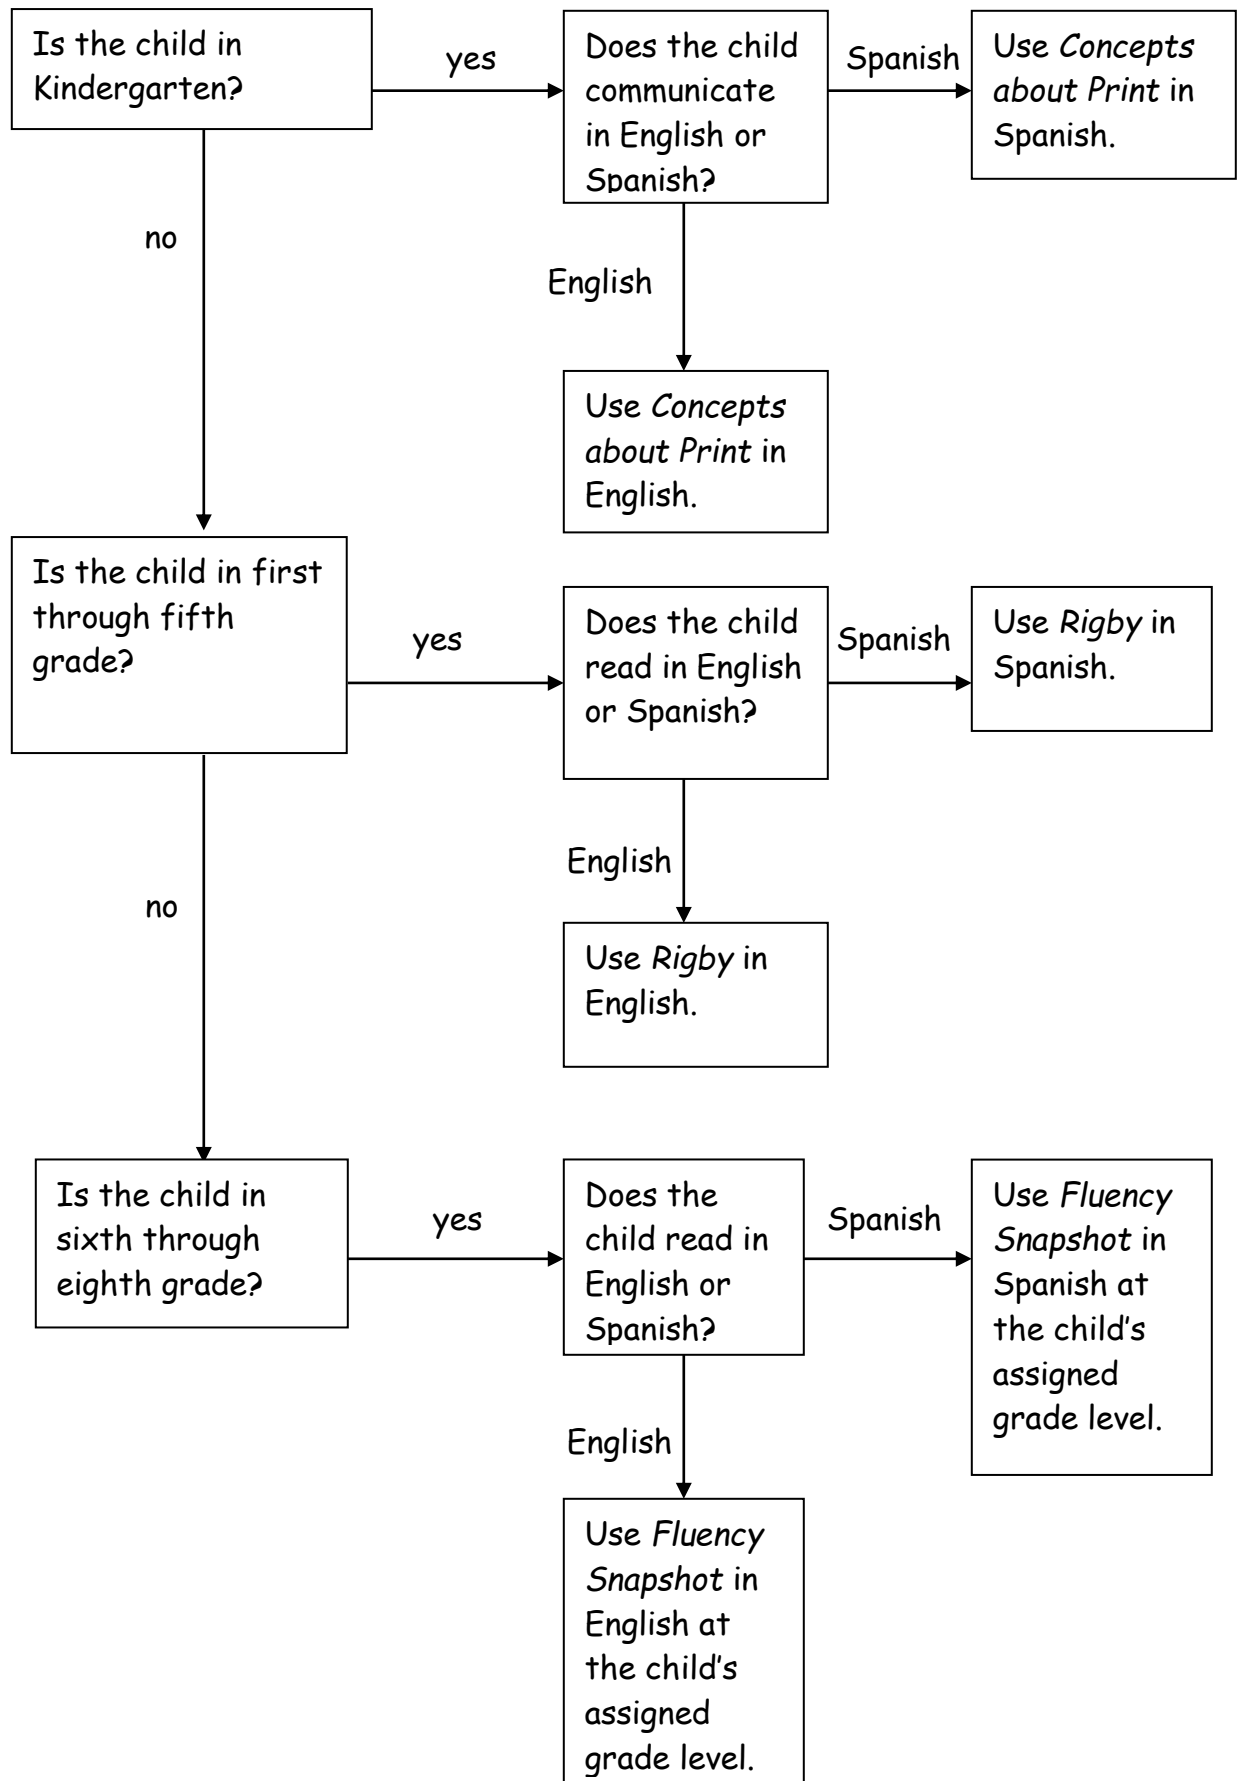 Is the child in
Kindergarten?
yes
Does the child
communicate
in English or
Spanish?
Spanish
Use Concepts
about Print in
Spanish.
no
English
Use Concepts
about Print in
English.
Is the child in first
through fifth
grade?
yes
Does the child
read in English
or Spanish?
Spanish
Use Rigby in
Spanish.
no
English
Use Rigby in
English.
Is the child in
sixth through
eighth grade?
yes
Does the
child read in
English or
Spanish?
Spanish
Use Fluency
Snapshot in
Spanish at
the child's
assigned
grade level.
English
Use Fluency
Snapshot in
English at
the child's
assigned
grade level.